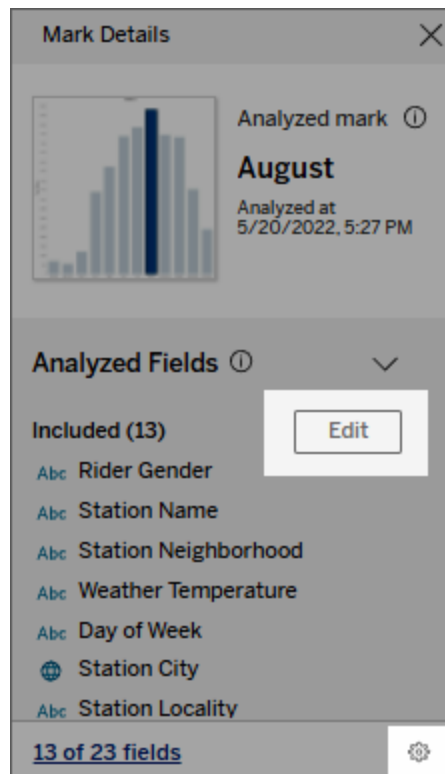 Mark Details
Analyzed mark
August
Analyzed at
5/20/2022, 5:27 PM
Analyzed Fields
Included (13)
Edit
Abc Rider Gender
Abc Station Name
Abc Station Neighborhood
Abc Weather Temperature
Abc Day of Week
Station City
Abc Station Locality
13 of 23 fields